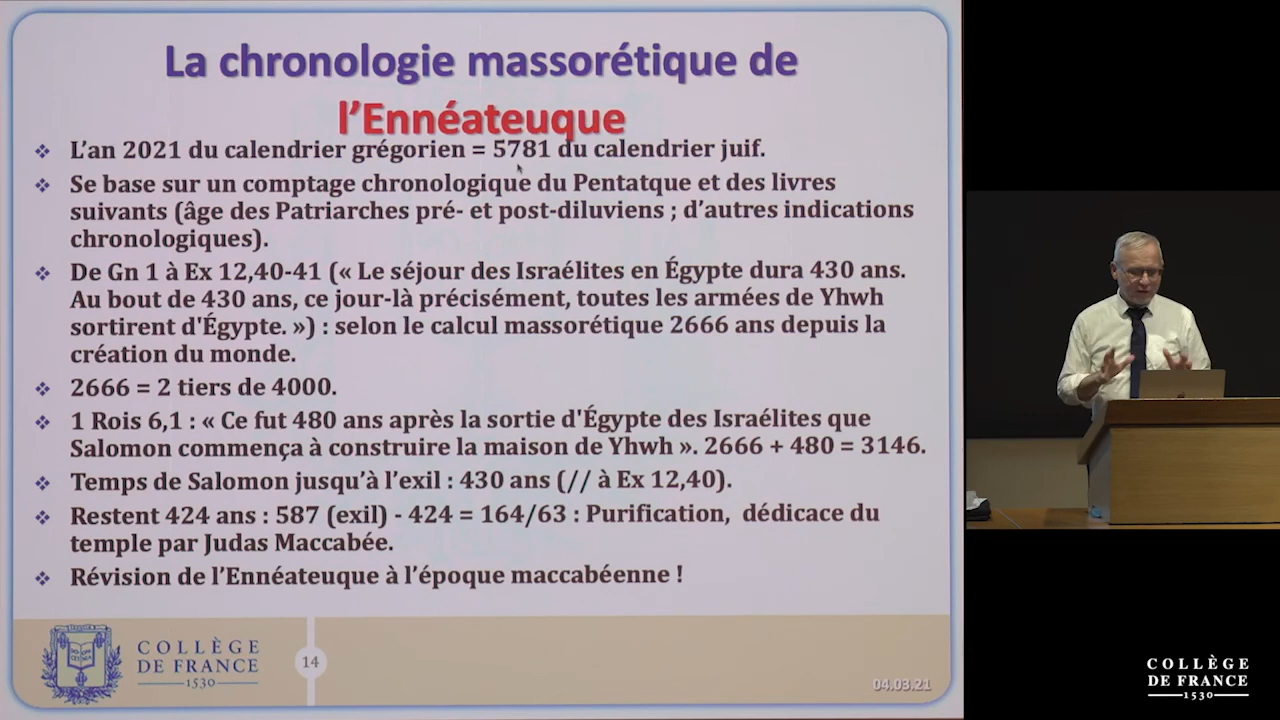 La chronologie massorétique de
l'Ennéateuque
❖ L'an 2021 du calendrier grégorien = 5781 du calendrier juif.
❖ Se base sur un comptage chronologique du Pentatque et des livres
suivants (âge des Patriarches pré- et post-diluviens ; d'autres indications
chronologiques).
❖ De Gn 1 à Ex 12,40-41 (« Le séjour des Israélites en Égypte dura 430 ans.
Au bout de 430 ans, ce jour-là précisément, toutes les armées de Yhwh
sortirent d'Égypte. ») : selon le calcul massorétique 2666 ans depuis la
création du monde.
❖ 2666 = 2 tiers de 4000.
❖ 1 Rois 6,1 : « Ce fut 480 ans après la sortie d'Égypte des Israélites que
Salomon commença à construire la maison de Yhwh ». 2666 + 480 = 3146.
❖ Temps de Salomon jusqu'à l'exil : 430 ans (// à Ex 12,40).
❖ Restent 424 ans : 587 (exil) - 424 = 164/63 : Purification, dédicace du
temple par Judas Maccabée.
❖ Révision de l'Ennéateuque à l'époque maccabéenne !
COLLÈGE
DE FRANCE
1530
14
04.03.21
COLLÈGE
DE FRANCE
1530